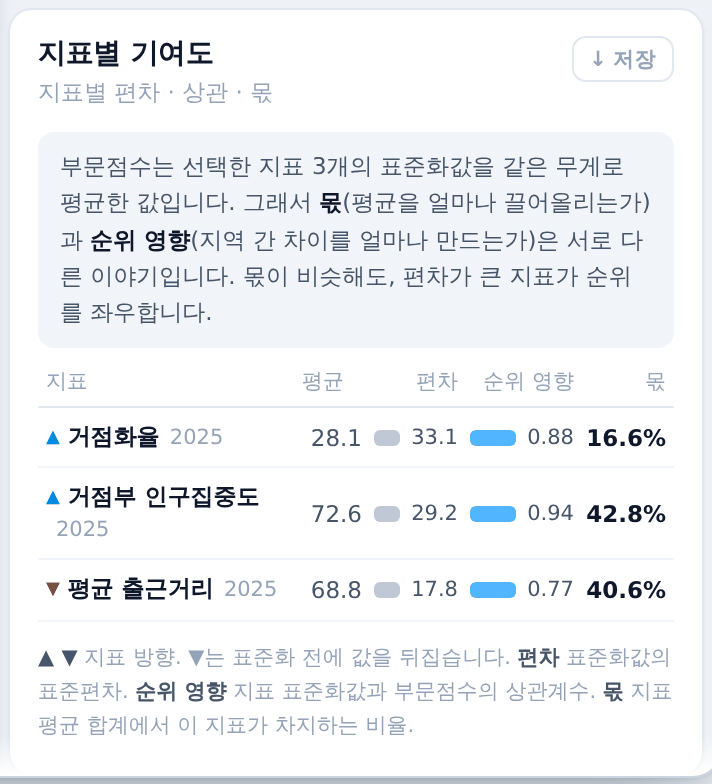 지표별 기여도
↓ 저장
지표별 편차 · 상관 · 몫
부문점수는 선택한 지표 3개의 표준화값을 같은 무게로
평균한 값입니다. 그래서 몫(평균을 얼마나 끌어올리는가)
과 순위 영향(지역 간 차이를 얼마나 만드는가)은 서로 다
른 이야기입니다. 몫이 비슷해도, 편차가 큰 지표가 순위
를 좌우합니다.
지표 평균 편차 순위 영향 몫
▲ 거점화율 2025 28.1 33.1 0.88 16.6%
▲ 거점부 인구집중도 72.6 29.2 0.94 42.8%
2025
▼ 평균 출근거리 2025 68.8 17.8 0.77 40.6%
▲ ▼ 지표 방향. ▼는 표준화 전에 값을 뒤집습니다. 편차 표준화값의
표준편차. 순위 영향 지표 표준화값과 부문점수의 상관계수. 몫 지표
평균 합계에서 이 지표가 차지하는 비율.